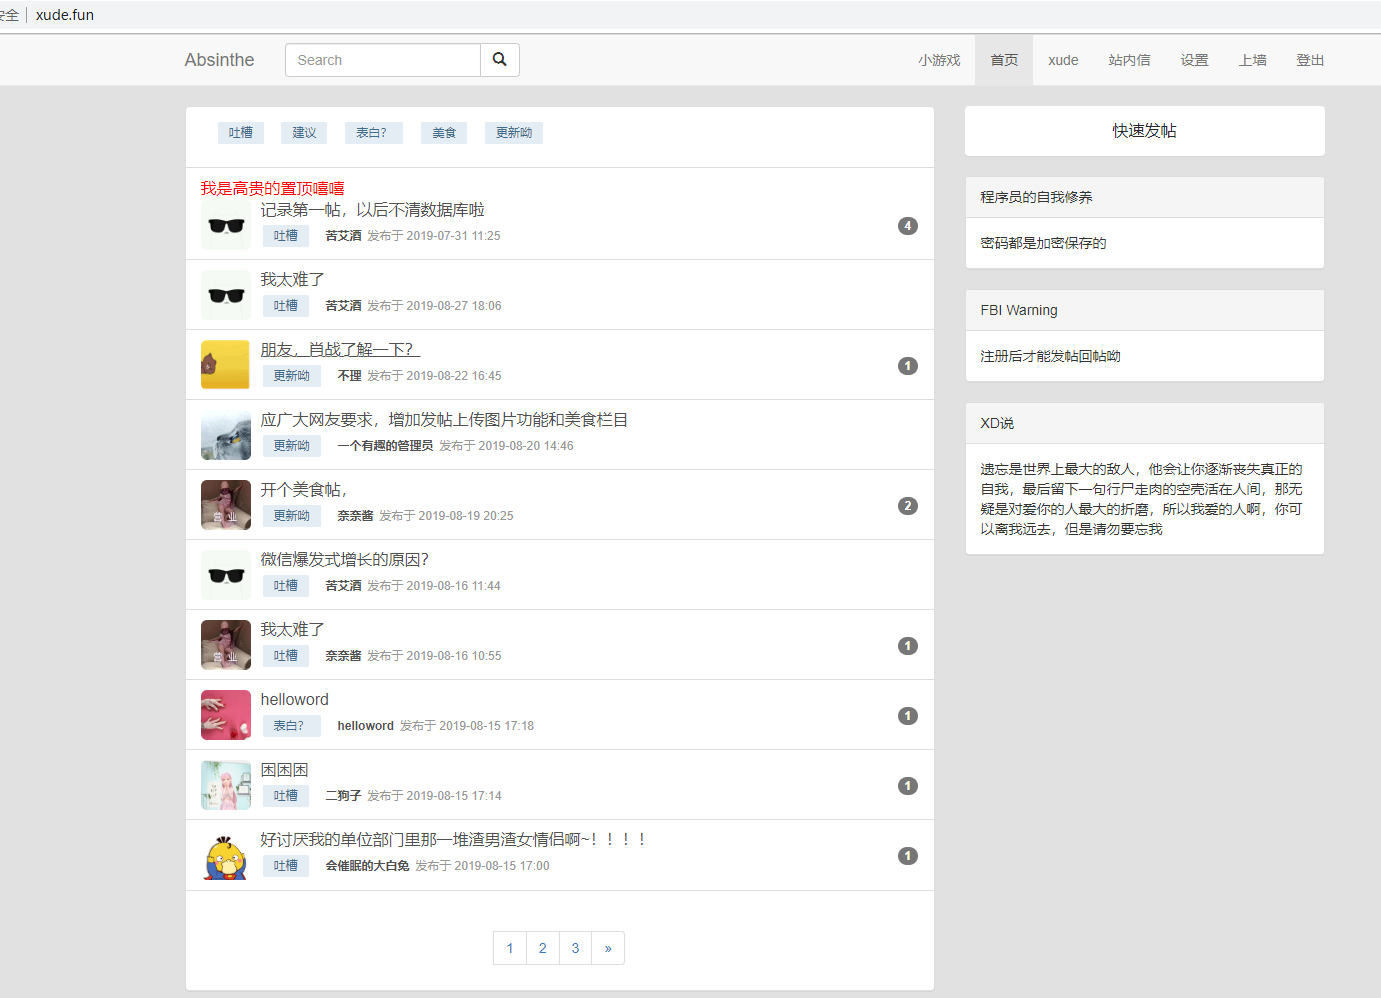 安全 xude.fun
Absinthe Search 小游戏 首页 xude 站内信 设置 上墙 登出
吐槽 建议 表白？ 美食 更新呦
我是高贵的置顶嘻嘻
记录第一帖，以后不清数据库啦
4
吐槽 苦艾酒 发布于 2019-07-31 11:25
我太难了
吐槽 苦艾酒 发布于 2019-08-27 18:06
朋友，肖战了解一下？
1
更新呦 不理 发布于 2019-08-22 16:45
应广大网友要求，增加发帖上传图片功能和美食栏目
更新呦 一个有趣的管理员 发布于 2019-08-20 14:46
开个美食帖，
2
营 业
更新呦 奈奈酱 发布于 2019-08-19 20:25
微信爆发式增长的原因？
吐槽 苦艾酒 发布于 2019-08-16 11:44
我太难了
1
营 业
吐槽 奈奈酱 发布于 2019-08-16 10:55
helloword
1
表白？ helloword 发布于 2019-08-15 17:18
困困困
1
吐槽 二狗子 发布于 2019-08-15 17:14
好讨厌我的单位部门里那一堆渣男渣女情侣啊~！！！！
1
吐槽 会催眠的大白兔 发布于 2019-08-15 17:00
1 2 3 »
快速发帖
程序员的自我修养
密码都是加密保存的
FBI Warning
注册后才能发帖回帖呦
XD说
遗忘是世界上最大的敌人，他会让你逐渐丧失真正的
自我，最后留下一句行尸走肉的空壳活在人间，那无
疑是对爱你的人最大的折磨，所以我爱的人啊，你可
以离我远去，但是请勿要忘我